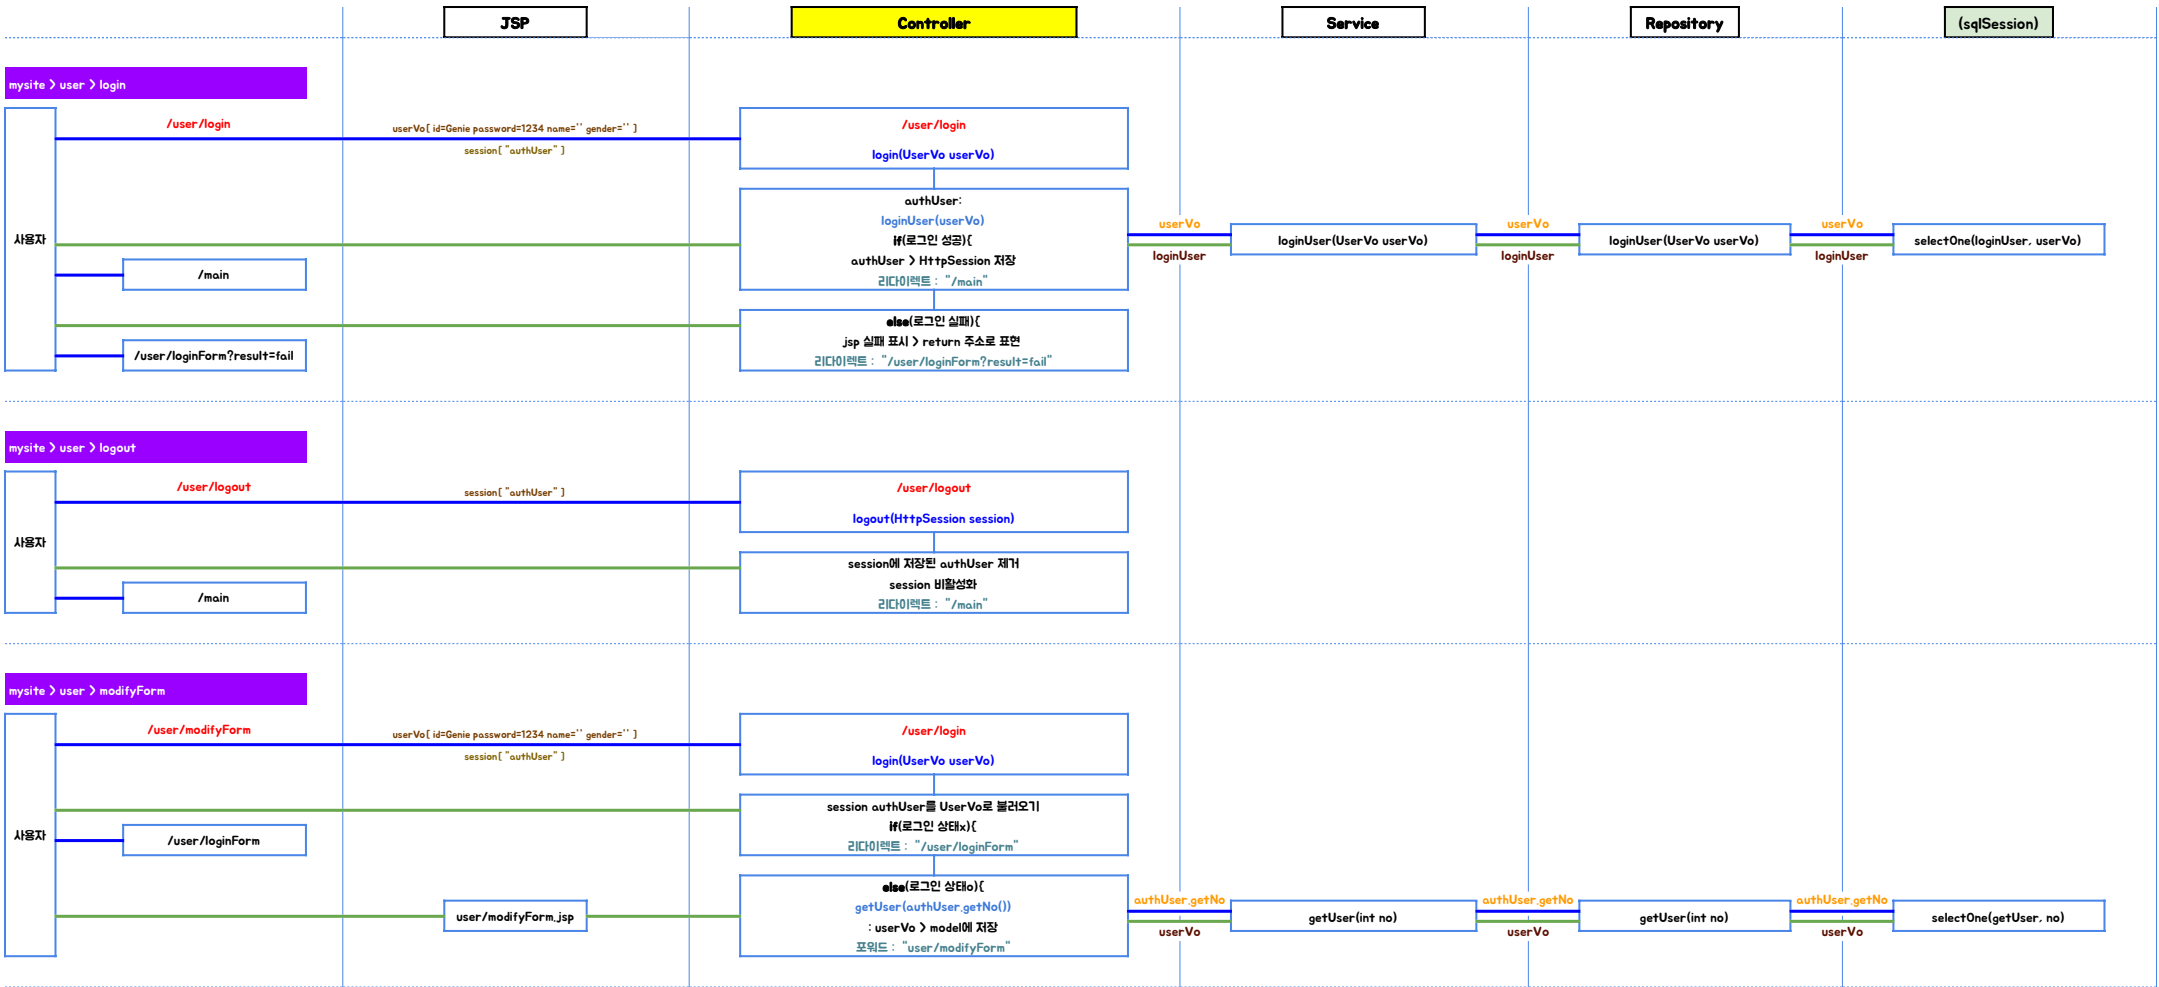 JSP
Controller
Service
Repository
(sqlSession)
mysite > user > login
사용자
/user/login
userVo[ id=Genie password=1234 name='' gender='' ]
session[ "authUser" ]
/user/login
login(UserVo userVo)
authUser:
loginUser(userVo)
if(로그인 성공){
authUser > HttpSession 저장
리다이렉트 : "/main"
userVo
loginUser
loginUser(UserVo userVo)
userVo
loginUser
loginUser(UserVo userVo)
userVo
loginUser
selectOne(loginUser, userVo)
/main
else(로그인 실패){
jsp 실패 표시 > return 주소로 표현
리다이렉트 : "/user/loginForm?result=fail"
/user/loginForm?result=fail
mysite > user > logout
사용자
/user/logout
session[ "authUser" ]
/user/logout
logout(HttpSession session)
session에 저장된 authUser 제거
session 비활성화
리다이렉트 : "/main"
/main
mysite > user > modifyForm
사용자
/user/modifyForm
userVo[ id=Genie password=1234 name='' gender='' ]
session[ "authUser" ]
/user/login
login(UserVo userVo)
session authUser를 UserVo로 불러오기
if(로그인 상태x){
리다이렉트 : "/user/loginForm"
/user/loginForm
user/modifyForm.jsp
else(로그인 상태o){
getUser(authUser.getNo())
: userVo > model에 저장
포워드 : "user/modifyForm"
authUser.getNo
userVo
getUser(int no)
authUser.getNo
userVo
getUser(int no)
authUser.getNo
userVo
selectOne(getUser, no)